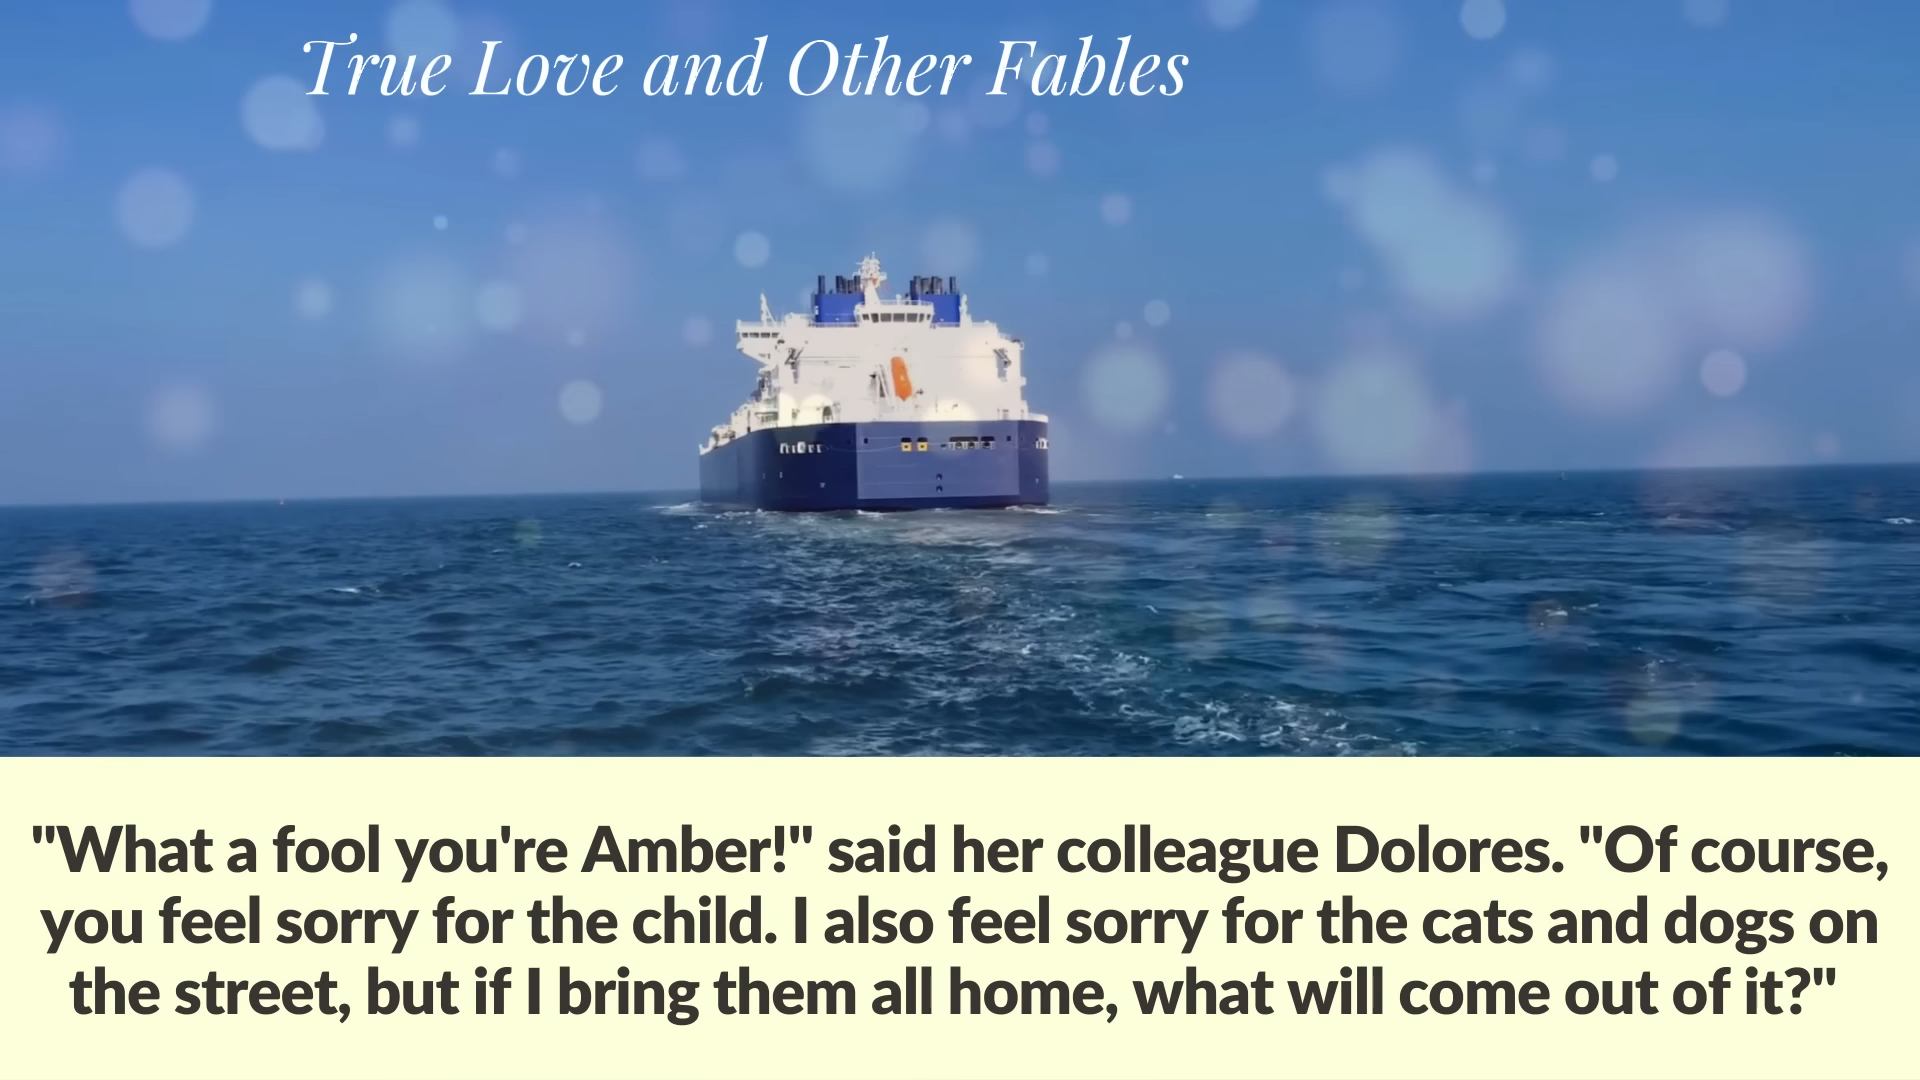 True Love and Other Fables
"What a fool you're Amber!" said her colleague Dolores. "Of course,
you feel sorry for the child. I also feel sorry for the cats and dogs on
the street, but if I bring them all home, what will come out of it?"